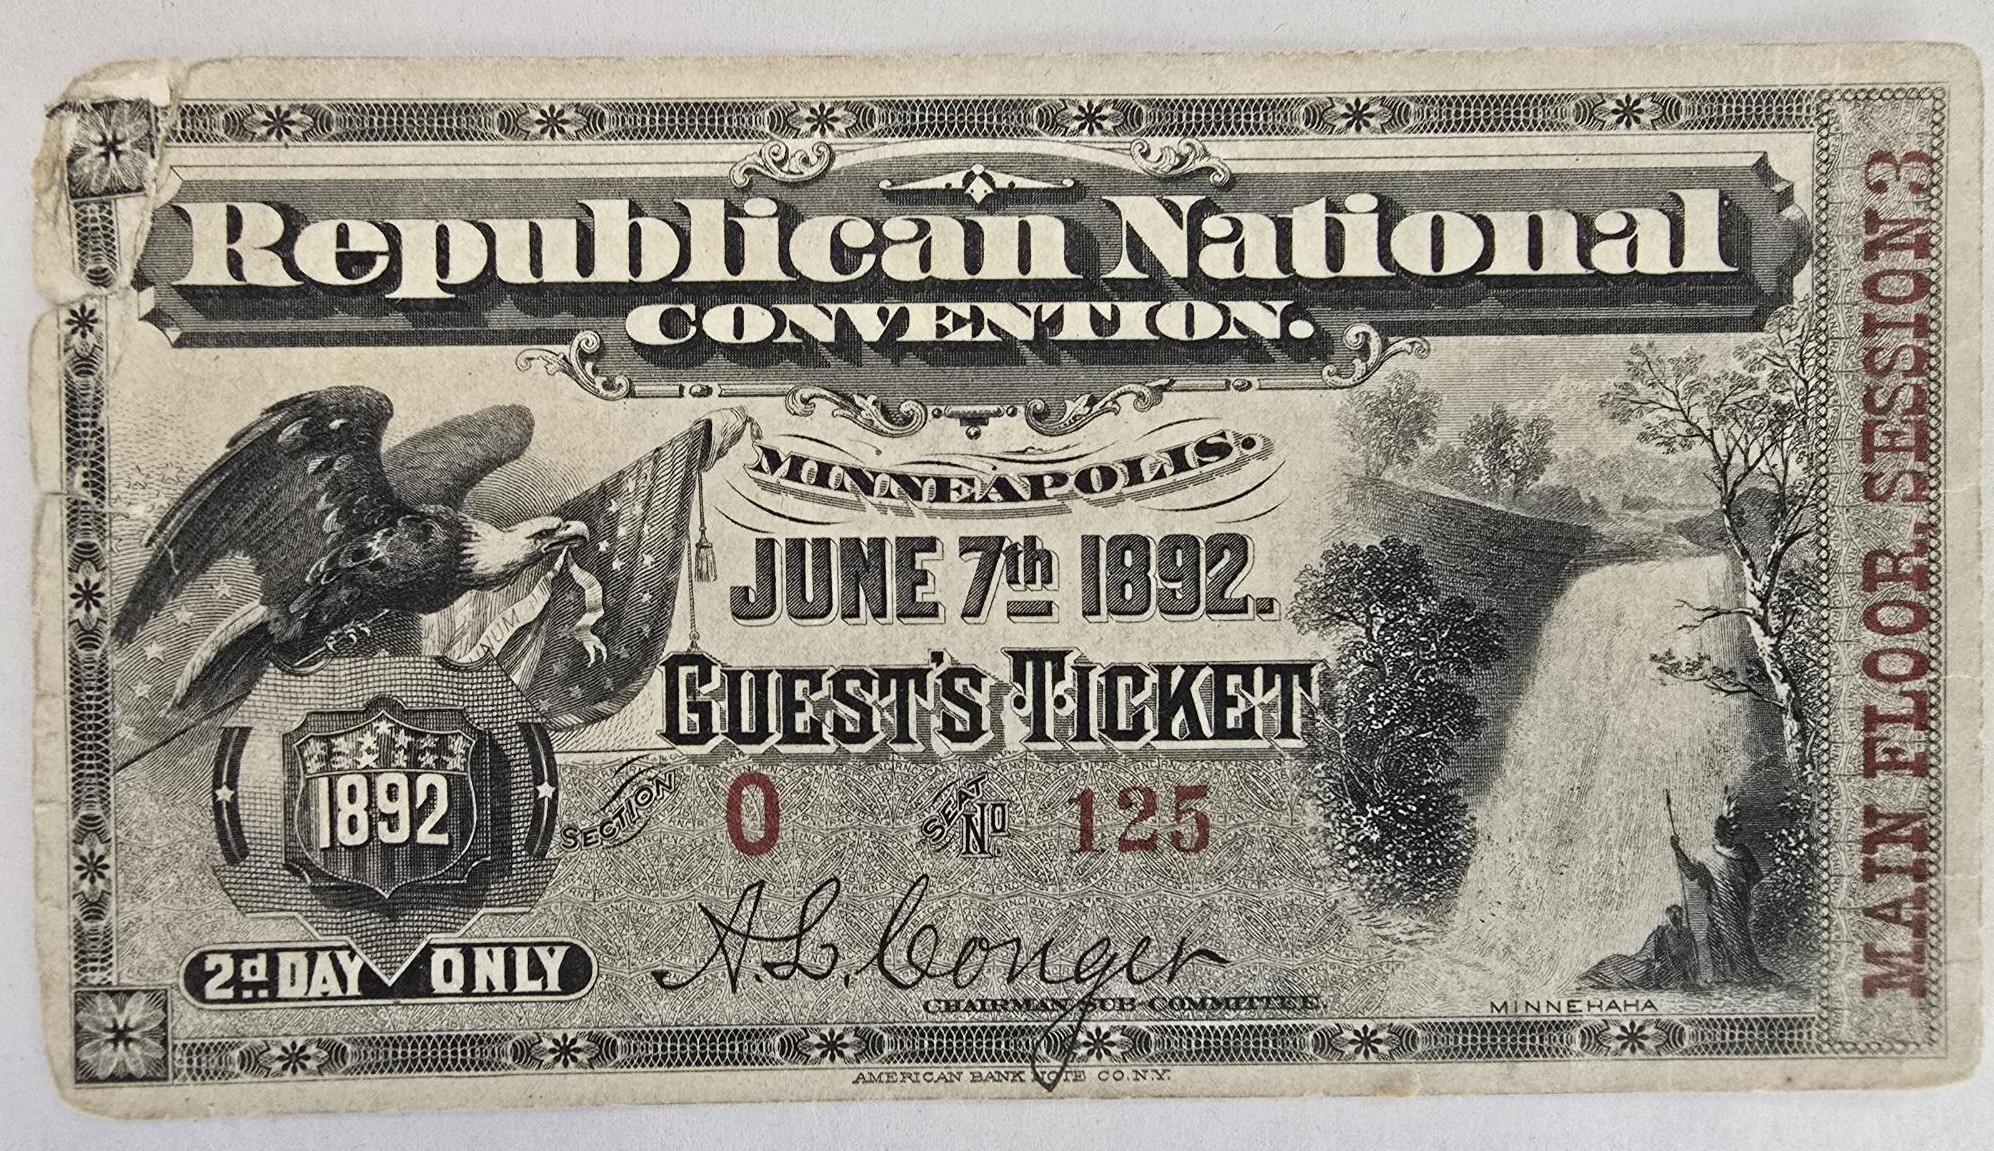 Republican National
CONVENTION.
MINNEAPOLIS.
JUNE 7th 1892.
GUEST'S TICKET
SECTION 0 SEAT No 125
1892
2d DAY ONLY
A. L. Conger
CHAIRMAN SUB-COMMITTEE.
MINNEHAHA
AMERICAN BANK NOTE CO. N.Y.
MAIN FLOOR, SESSION 3